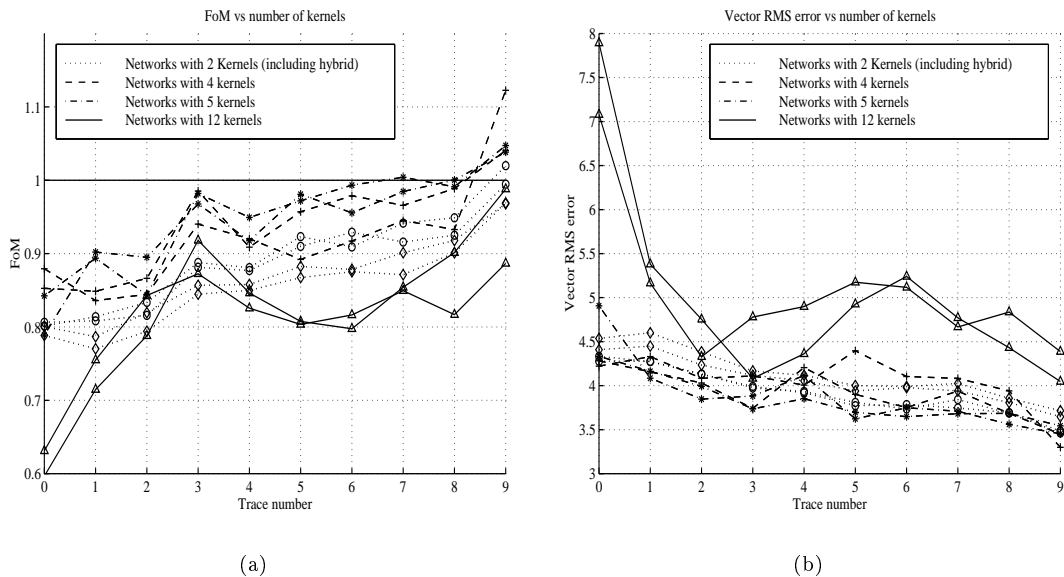 FoM vs number of kernels
Networks with 2 Kernels (including hybrid)
Networks with 4 kernels
Networks with 5 kernels
Networks with 12 kernels
1.1
1
0.9
0.8
0.7
0.6
FoM
0 1 2 3 4 5 6 7 8 9
Trace number
(a)
Vector RMS error vs number of kernels
Networks with 2 Kernels (including hybrid)
Networks with 4 kernels
Networks with 5 kernels
Networks with 12 kernels
8
7.5
7
6.5
6
5.5
5
4.5
4
3.5
3
Vector RMS error
0 1 2 3 4 5 6 7 8 9
Trace number
(b)